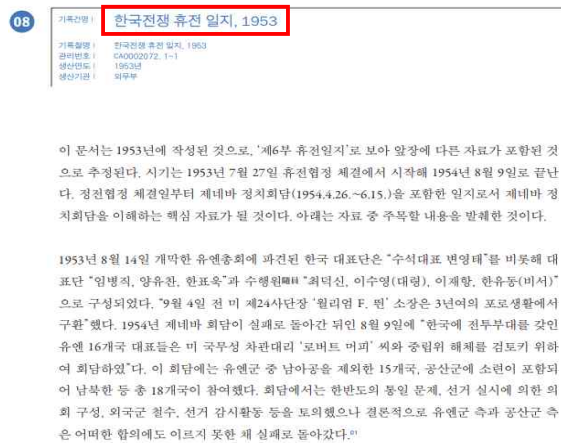 08
기록건명 | 한국전쟁 휴전 일지, 1953
기록철명 | 한국전쟁 휴전 일지, 1953
관리번호 | CA0002072, 1-1
생산연도 | 1953년
생산기관 | 외무부
이 문서는 1953년에 작성된 것으로, ‘제6부 휴전일지’로 보아 앞장에 다른 자료가 포함된 것
으로 추정된다. 시기는 1953년 7월 27일 휴전협정 체결에서 시작해 1954년 8월 9일로 끝난
다. 정전협정 체결일부터 제네바 정치회담(1954.4.26.~6.15.)을 포함한 일지로서 제네바 정
치회담을 이해하는 핵심 자료가 될 것이다. 아래는 자료 중 주목할 내용을 발췌한 것이다.
1953년 8월 14일 개막한 유엔총회에 파견된 한국 대표단은 “수석대표 변영태”를 비롯해 대
표단 “임병직, 양유찬, 한표욱”과 수행원隨員 “최덕신, 이수영(대령), 이재항, 한유동(비서)”
으로 구성되었다. “9월 4일 전 미 제24사단장 ‘윌리엄 F. 띤’ 소장은 3년여의 포로생활에서
구환”했다. 1954년 제네바 회담이 실패로 돌아간 뒤인 8월 9일에 “한국에 전투부대를 갖인
유엔 16개국 대표들은 미 국무성 차관대리 ‘로버트 머피’ 씨와 중립위 해체를 검토키 위하
여 회담하였”다. 이 회담에는 유엔군 중 남아공을 제외한 15개국, 공산군에 소련이 포함되
어 남북한 등 총 18개국이 참여했다. 회담에서는 한반도의 통일 문제, 선거 실시에 의한 의
회 구성, 외국군 철수, 선거 감시활동 등을 토의했으나 결론적으로 유엔군 측과 공산군 측
은 어떠한 합의에도 이르지 못한 채 실패로 돌아갔다.01